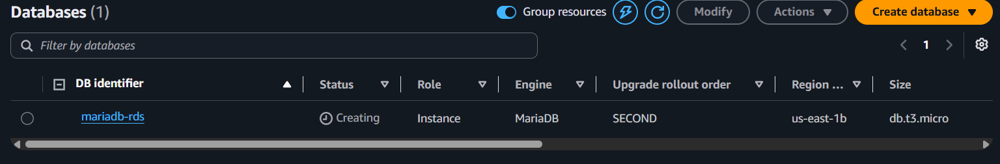 Databases (1) Group resources Modify Actions Create database
Filter by databases 1
DB identifier Status Role Engine Upgrade rollout order Region ... Size
mariadb-rds Creating Instance MariaDB SECOND us-east-1b db.t3.micro